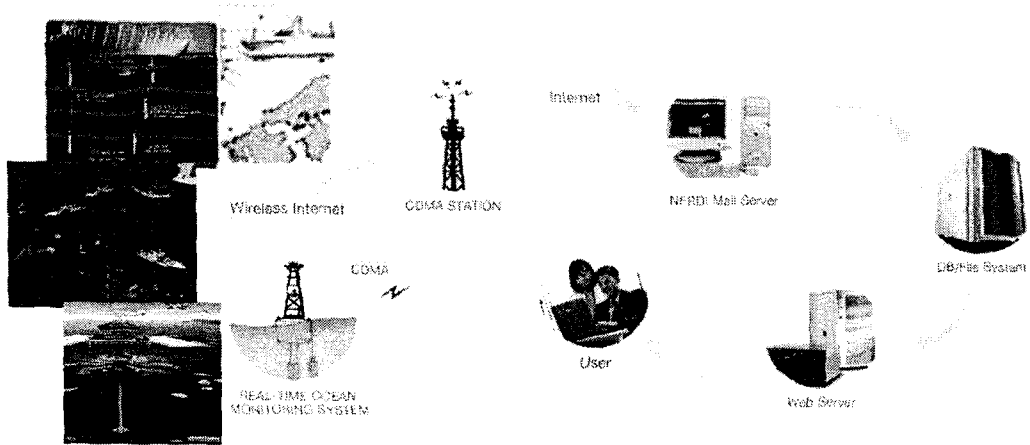 Internet
Wireless Internet
CDMA STATION
NFRDI Mail Server
DB/File System
CDMA
User
REAL-TIME OCEAN
MONITORING SYSTEM
Web Server